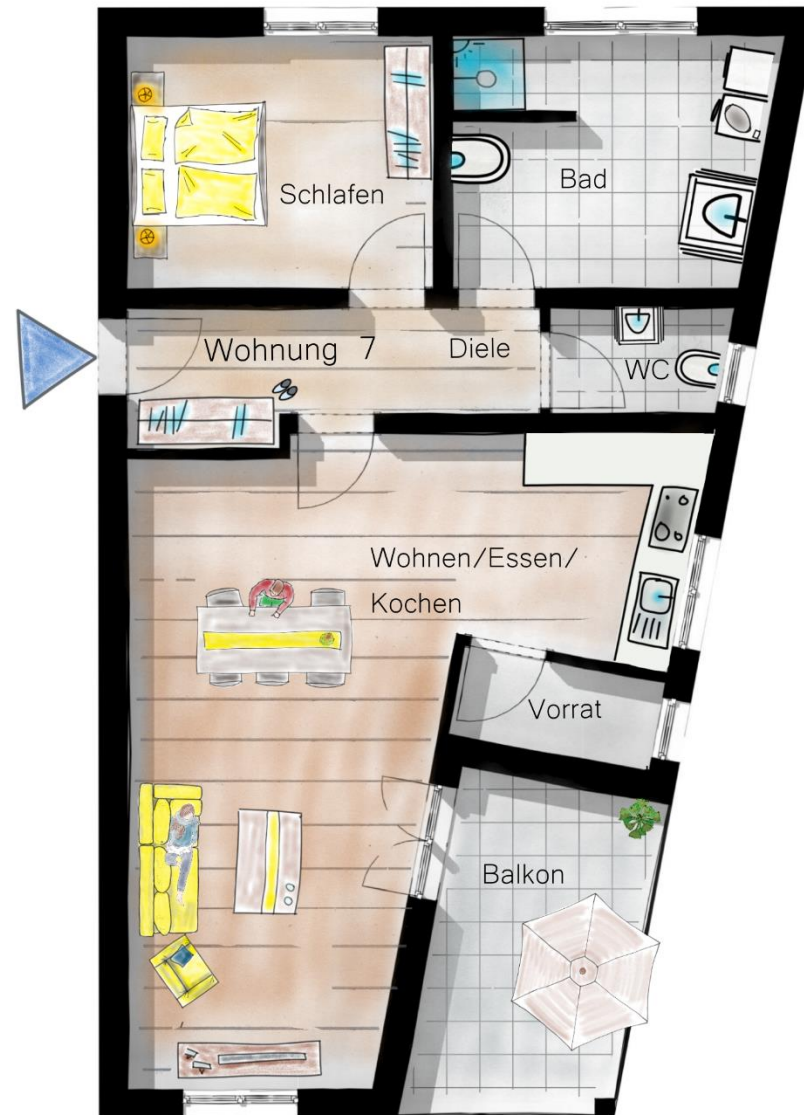 Schlafen
Bad
Wohnung 7
Diele
WC
Wohnen/Essen/
Kochen
Vorrat
Balkon